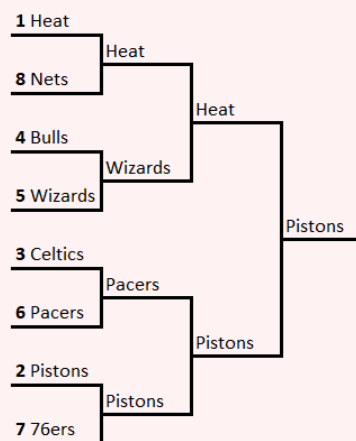 1 Heat
Heat
8 Nets
Heat
4 Bulls
Wizards
5 Wizards
Pistons
3 Celtics
Pacers
6 Pacers
Pistons
2 Pistons
Pistons
7 76ers